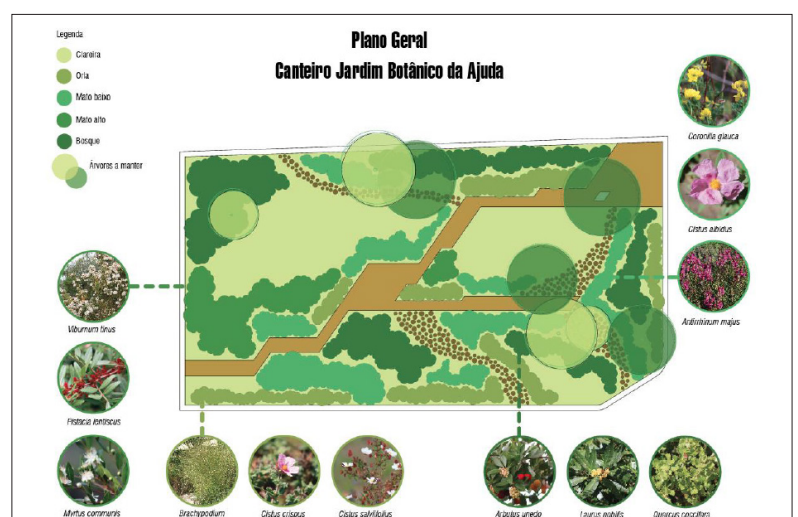 Plano Geral
Canteiro Jardim Botânico da Ajuda
Legenda
Clareira
Orla
Mato baixo
Mato alto
Bosque
Árvores a manter
Coronilla glauca
Cistus albidus
Antirrhinum majus
Viburnum tinus
Pistacia lentiscus
Myrtus communis
Brachypodium
Cistus crispus
Cistus salviifolius
Arbutus unedo
Laurus nobilis
Quercus coccifera